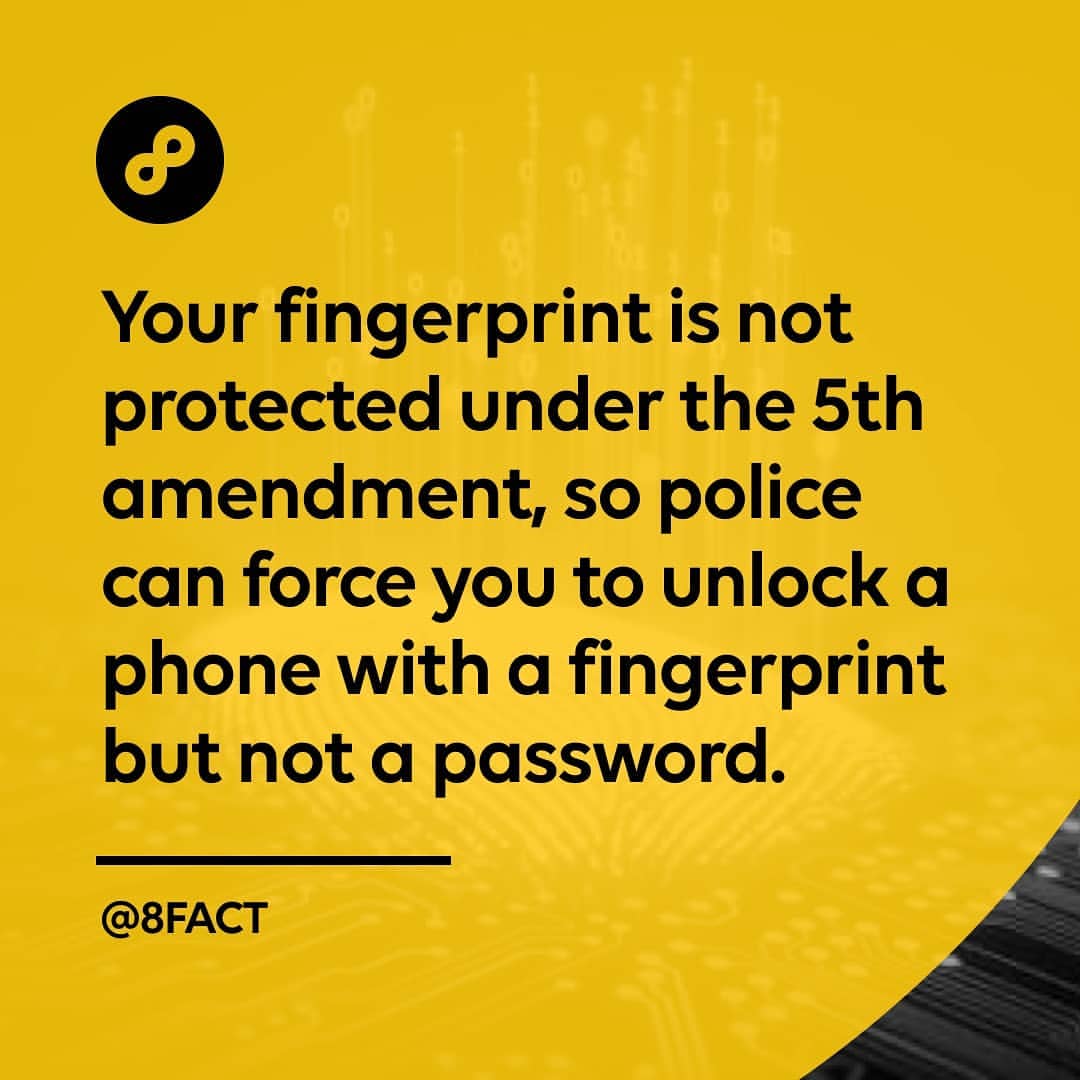 Your fingerprint is not
protected under the 5th
amendment, so police
can force you to unlock a
phone with a fingerprint
but not a password.
@8FACT